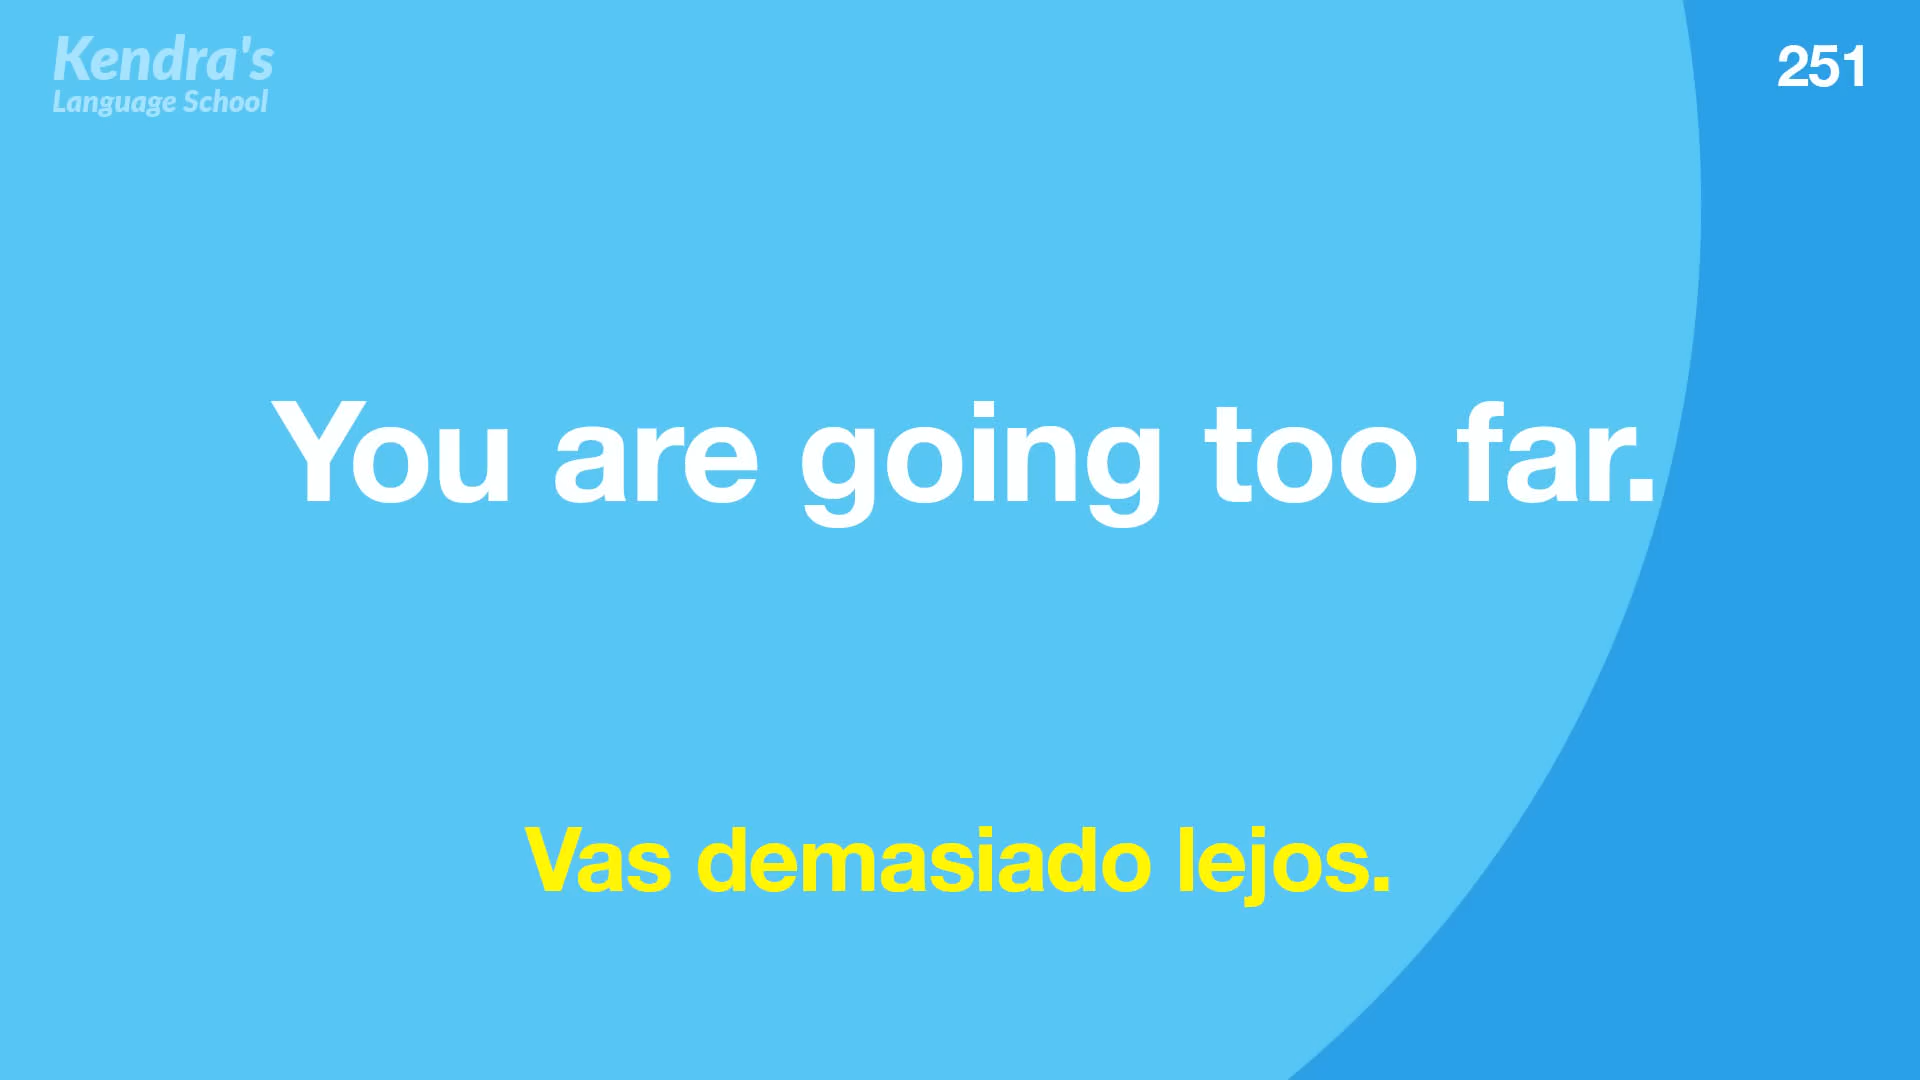 Kendra's
Language School
251
You are going too far.
Vas demasiado lejos.